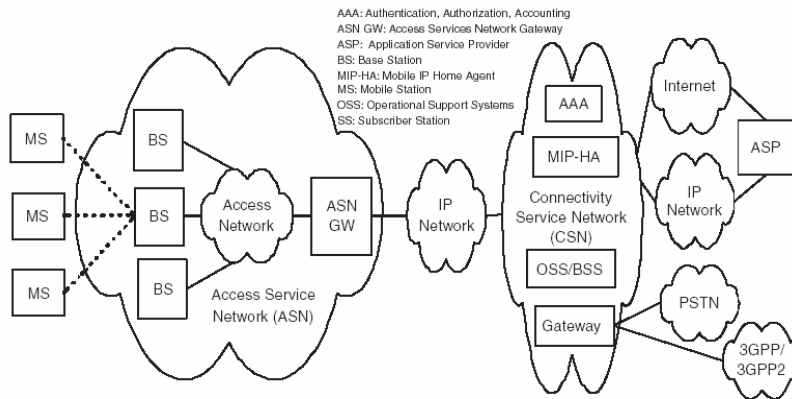 AAA: Authentication, Authorization, Accounting
ASN GW: Access Services Network Gateway
ASP: Application Service Provider
BS: Base Station
MIP-HA: Mobile IP Home Agent
MS: Mobile Station
OSS: Operational Support Systems
SS: Subscriber Station
MS
MS
MS
BS
BS
BS
Access
Network
ASN
GW
Access Service
Network (ASN)
IP
Network
AAA
MIP-HA
Connectivity
Service Network
(CSN)
OSS/BSS
Gateway
Internet
IP
Network
ASP
PSTN
3GPP/
3GPP2